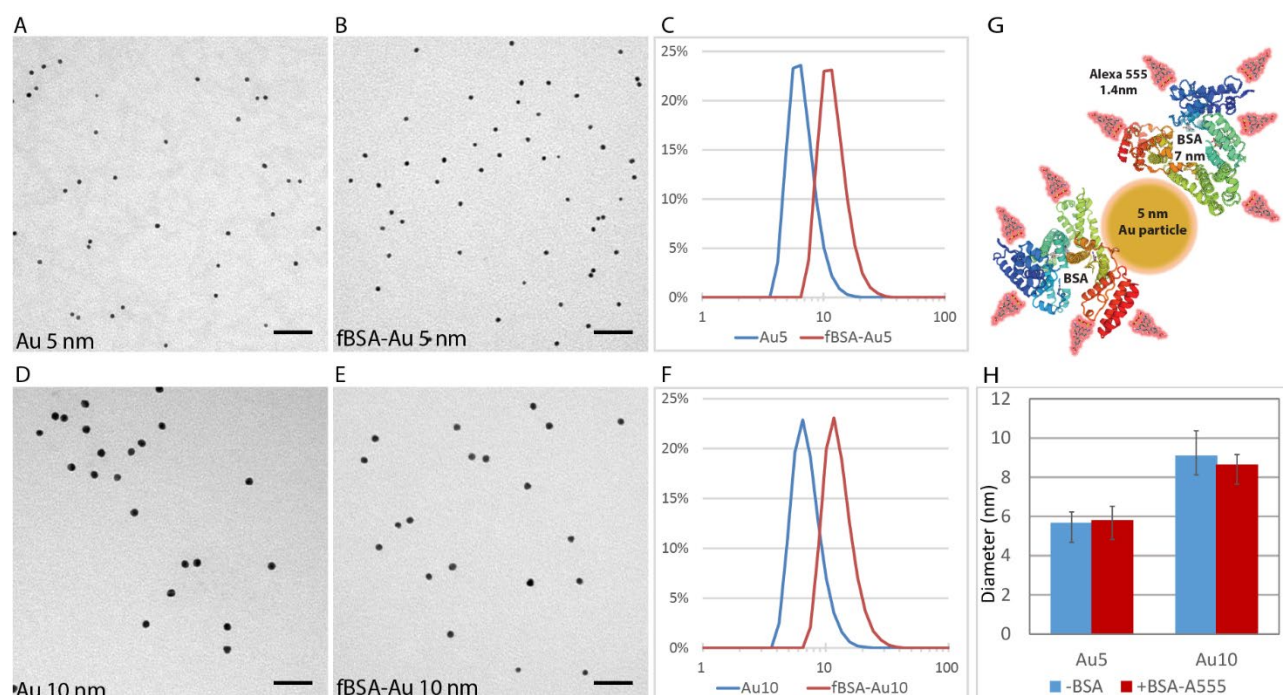 A
Au 5 nm
B
fBSA-Au 5 nm
C
25%
20%
15%
10%
5%
0%
1
10
100
Au5
fBSA-Au5
G
Alexa 555
1.4nm
BSA
7 nm
5 nm
Au particle
BSA
D
Au 10 nm
E
fBSA-Au 10 nm
F
25%
20%
15%
10%
5%
0%
1
10
100
Au10
fBSA-Au10
H
Diameter (nm)
12
10
8
6
4
2
0
Au5
Au10
-BSA
+BSA-A555